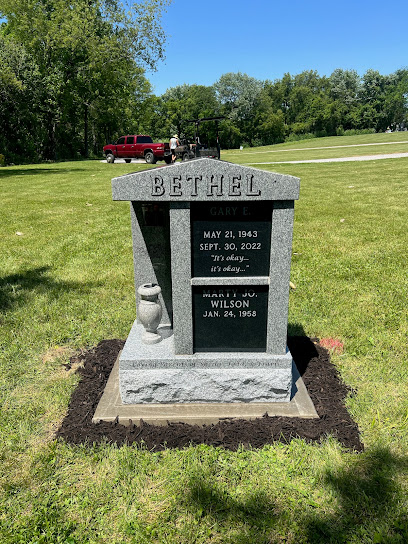 BETHEL
GARY E.
MAY 21, 1943
SEPT. 30, 2022
"It's okay...
it's okay..."
MARTY JO.
WILSON
JAN. 24, 1958